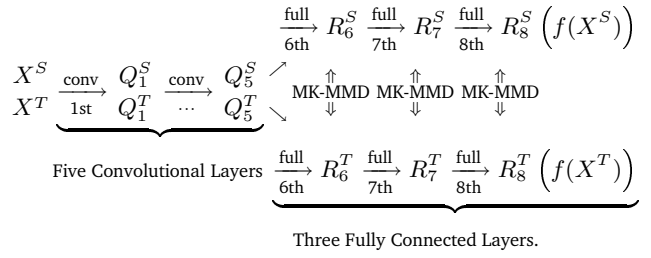 full 6th → R_6^S full 7th → R_7^S full 8th → R_8^S (f(X^S))
X^S conv Q_1^S conv Q_5^S ↗
X^T 1st → Q_1^T ⋯ → Q_5^T ↘
⇑ ⇑ ⇑
MK-MMD MK-MMD MK-MMD
⇓ ⇓ ⇓
Five Convolutional Layers
full 6th → R_6^T full 7th → R_7^T full 8th → R_8^T (f(X^T))
Three Fully Connected Layers.